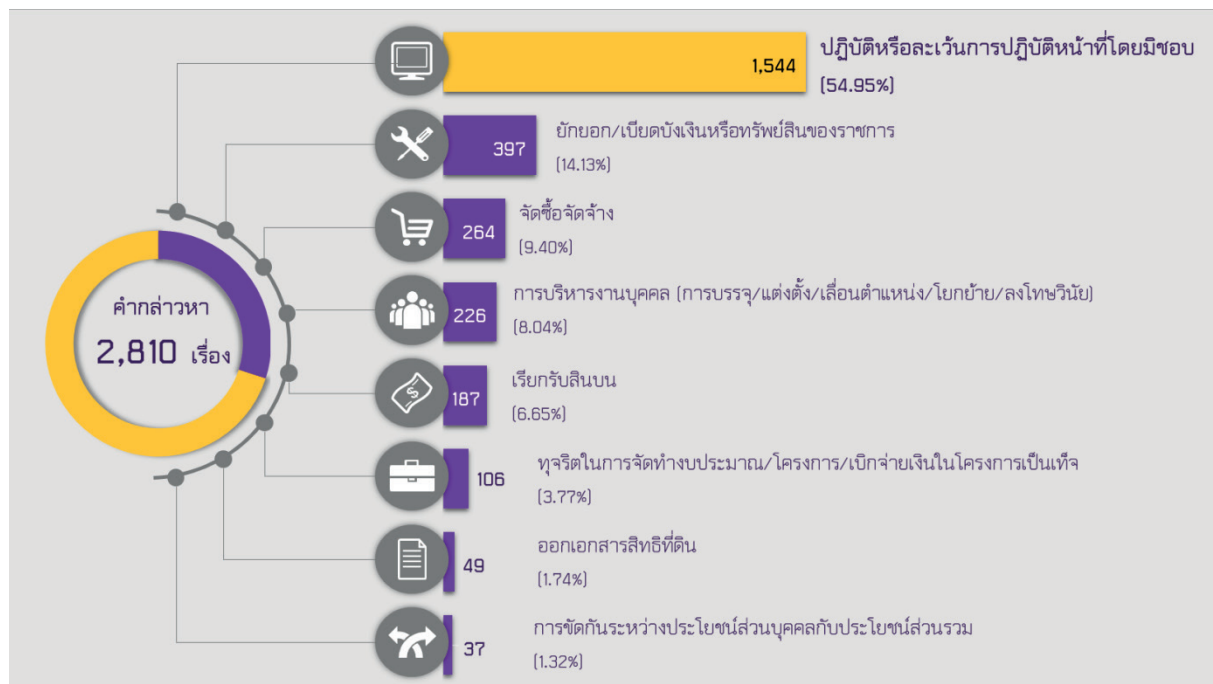 คำกล่าวหา
2,810 เรื่อง
1,544
ปฏิบัติหรือละเว้นการปฏิบัติหน้าที่โดยมิชอบ
(54.95%)
397
ยักยอก/เบียดบังเงินหรือทรัพย์สินของราชการ
(14.13%)
264
จัดซื้อจัดจ้าง
(9.40%)
226
การบริหารงานบุคคล (การบรรจุ/แต่งตั้ง/เลื่อนตำแหน่ง/โยกย้าย/ลงโทษวินัย)
(8.04%)
187
เรียกรับสินบน
(6.65%)
106
ทุจริตในการจัดทำงบประมาณ/โครงการ/เบิกจ่ายเงินในโครงการเป็นเท็จ
(3.77%)
49
ออกเอกสารสิทธิที่ดิน
(1.74%)
37
การขัดกันระหว่างประโยชน์ส่วนบุคคลกับประโยชน์ส่วนรวม
(1.32%)